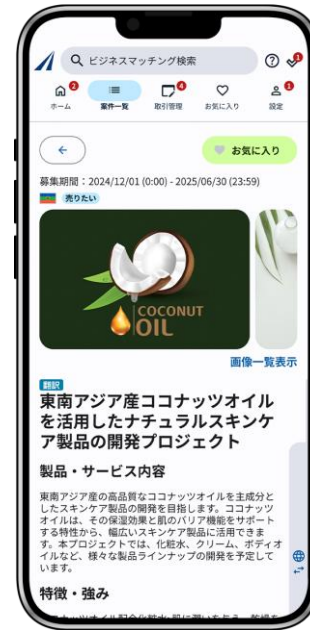 ビジネスマッチング検索
2
4
2
ホーム
案件一覧
取引管理
お気に入り
設定
お気に入り
募集期間：2024/12/01 (0:00) - 2025/06/30 (23:59)
売りたい
COCONUT
OIL
画像一覧表示
翻訳
東南アジア産ココナッツオイル
を活用したナチュラルスキンケ
ア製品の開発プロジェクト
製品・サービス内容
東南アジア産の高品質なココナッツオイルを主成分と
したスキンケア製品の開発を目指します。ココナッツ
オイルは、その保湿効果と肌のバリア機能をサポート
する特性から、幅広いスキンケア製品に活用できま
す。本プロジェクトでは、化粧水、クリーム、ボディオ
イルなど、様々な製品ラインナップの開発を予定して
います。
特徴・強み